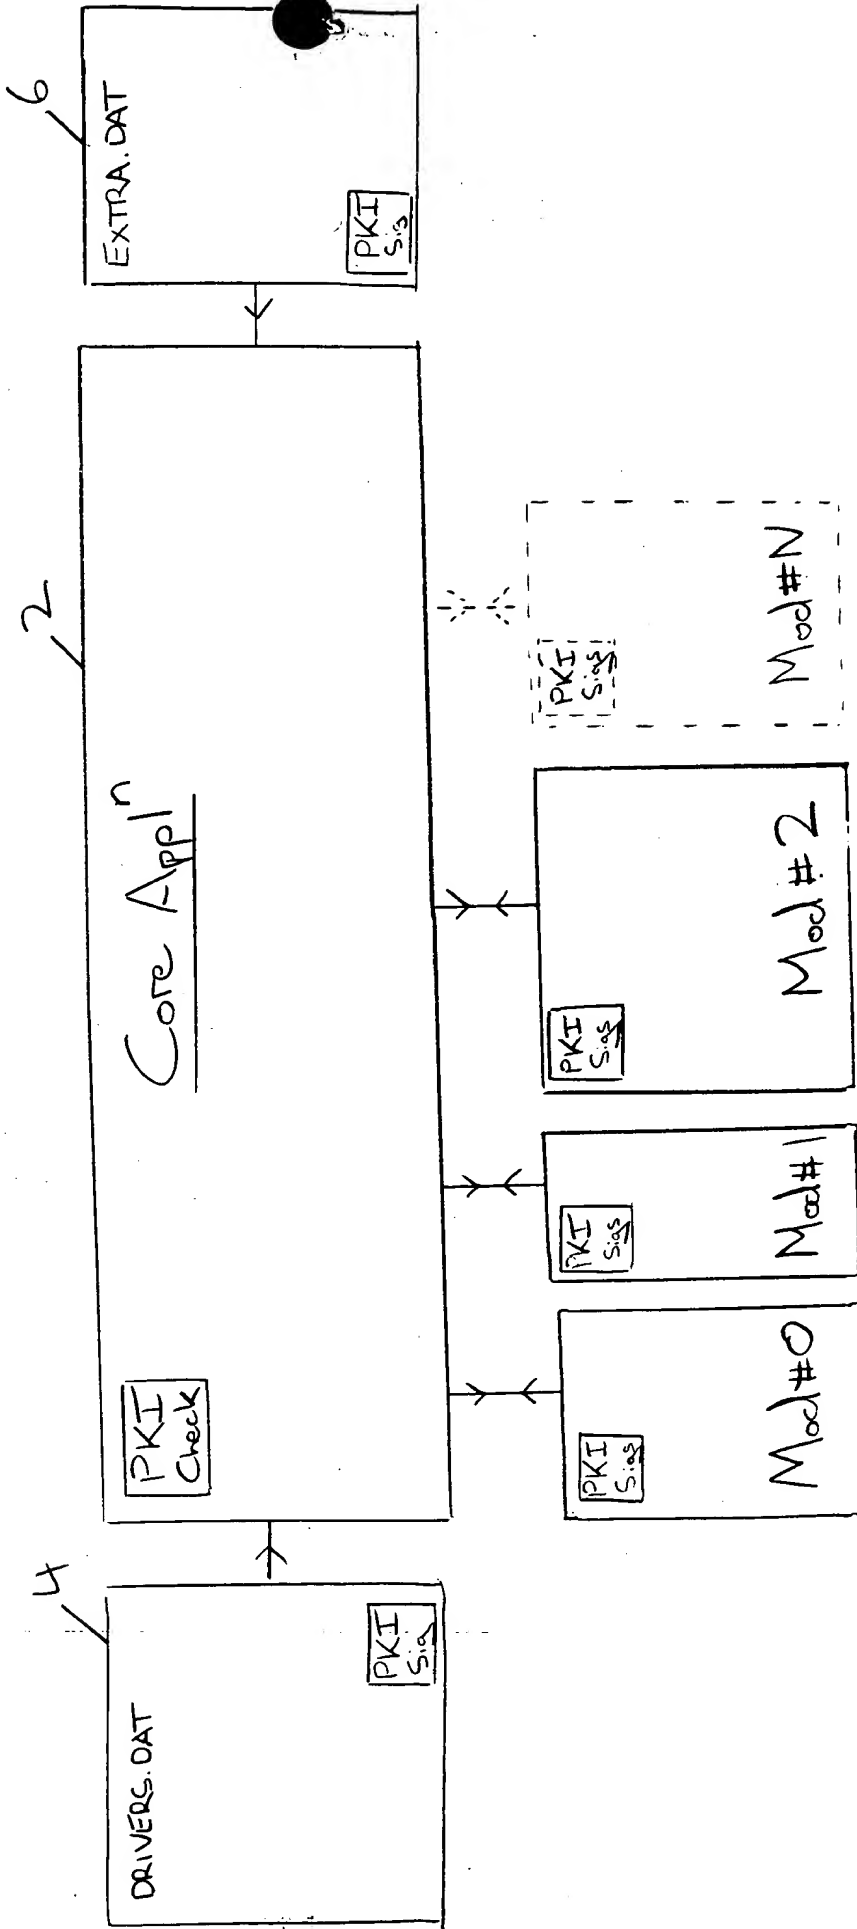 4
DRIVERS.DAT
PKI
Sig
2
Core Appln
PKI
Check
6
EXTRA.DAT
PKI
Sig
PKI
Sigs
Mod#0
PKI
Sigs
Mod#1
PKI
Sigs
Mod#2
PKI
Sigs
Mod#N